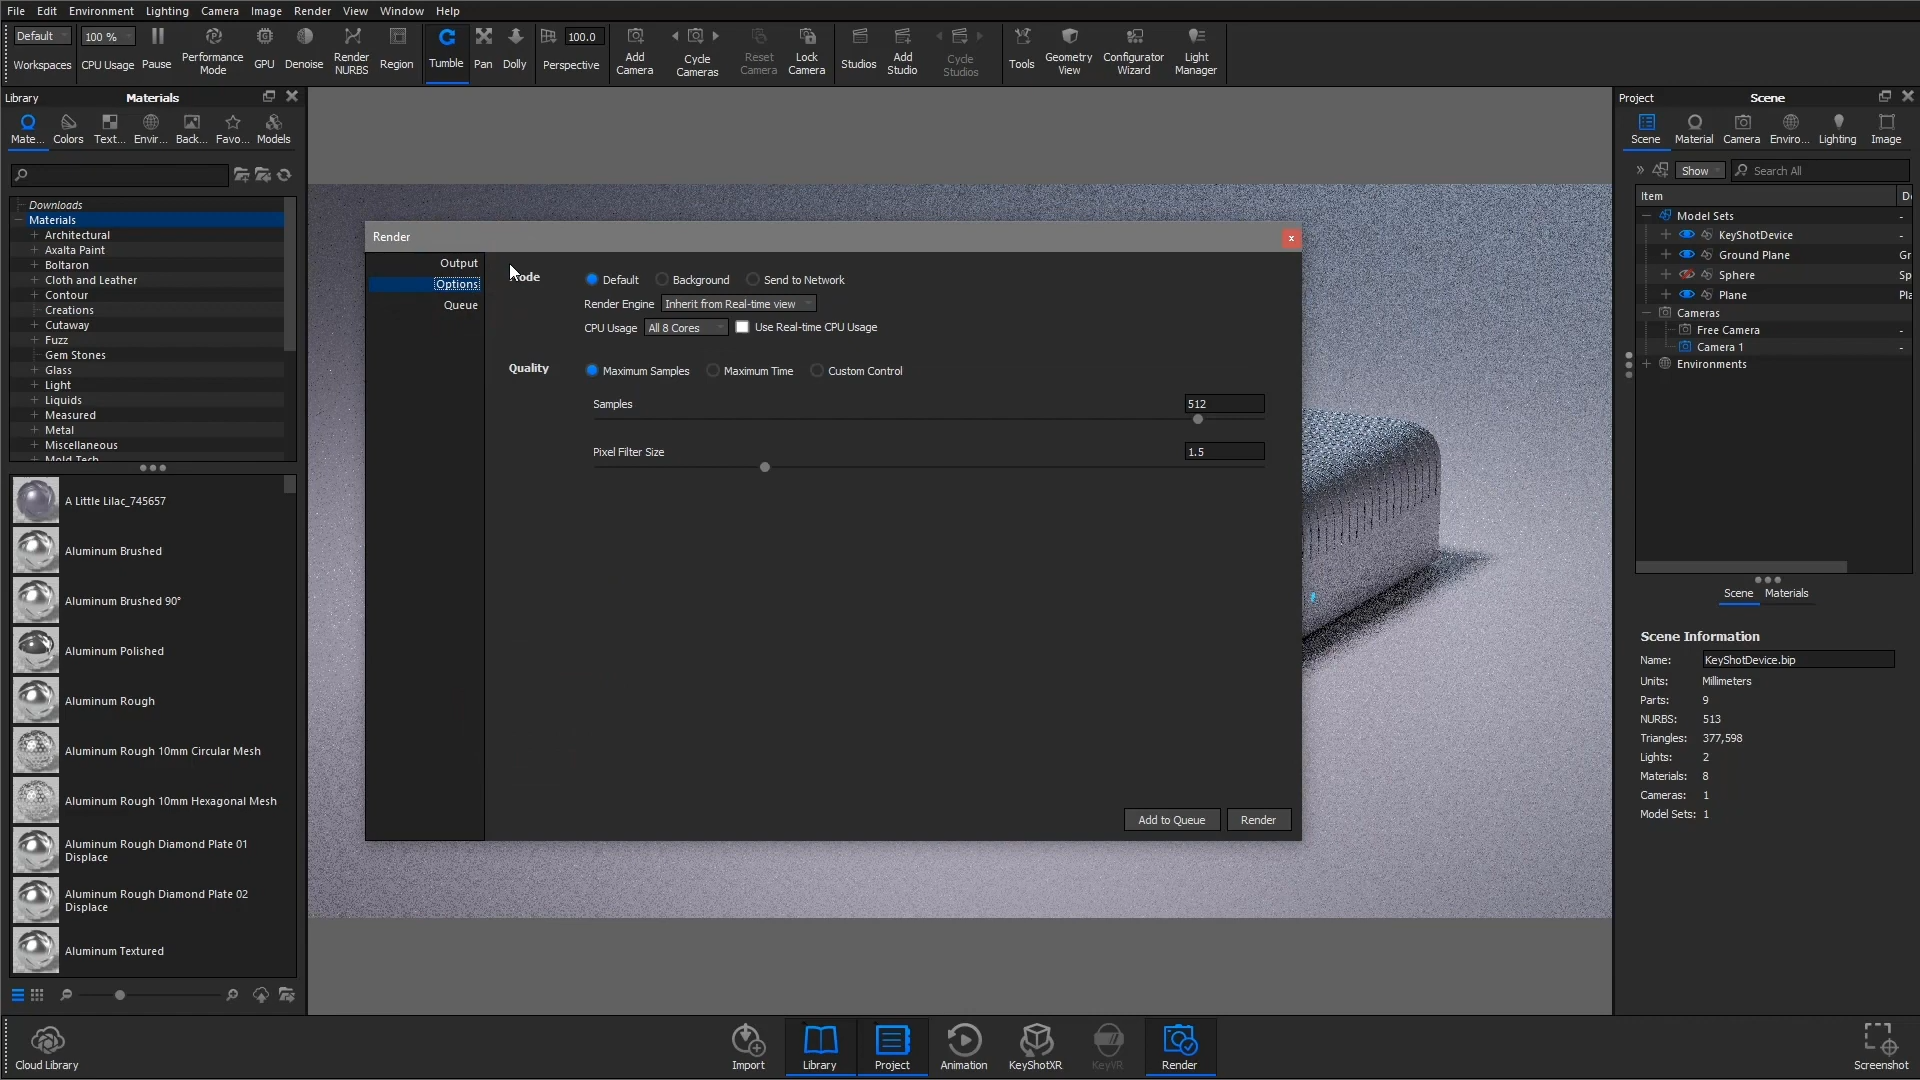 File Edit Environment Lighting Camera Image Render View Window Help
Default 100 % 100.0
Workspaces CPU Usage Pause Performance Mode GPU Denoise Render NURBS Region Tumble Pan Dolly Perspective Add Camera Cycle Cameras Reset Camera Lock Camera Studios Add Studio Cycle Studios Tools Geometry View Configurator Wizard Light Manager
Library Materials
Mate... Colors Text... Envir... Back... Favo... Models
Downloads
Materials
Architectural
Axalta Paint
Boltaron
Cloth and Leather
Contour
Creations
Cutaway
Fuzz
Gem Stones
Glass
Light
Liquids
Measured
Metal
Miscellaneous
Mold Tech
A Little Lilac_745657
Aluminum Brushed
Aluminum Brushed 90°
Aluminum Polished
Aluminum Rough
Aluminum Rough 10mm Circular Mesh
Aluminum Rough 10mm Hexagonal Mesh
Aluminum Rough Diamond Plate 01
Displace
Aluminum Rough Diamond Plate 02
Displace
Aluminum Textured
Render x
Output
Options
Queue
Default Background Send to Network
Render Engine Inherit from Real-time view
CPU Usage All 8 Cores Use Real-time CPU Usage
Quality Maximum Samples Maximum Time Custom Control
Samples 512
Pixel Filter Size 1.5
Add to Queue Render
Project Scene
Scene Material Camera Enviro... Lighting Image
» Show Search All
Item D
Model Sets -
KeyShotDevice -
Ground Plane Gr
Sphere Sp
Plane Pla
Cameras
Free Camera -
Camera 1 -
Environments
Scene Materials
Scene Information
Name: KeyShotDevice.bip
Units: Millimeters
Parts: 9
NURBS: 513
Triangles: 377,598
Lights: 2
Materials: 8
Cameras: 1
Model Sets: 1
Cloud Library Import Library Project Animation KeyShotXR KeyVR Render Screenshot